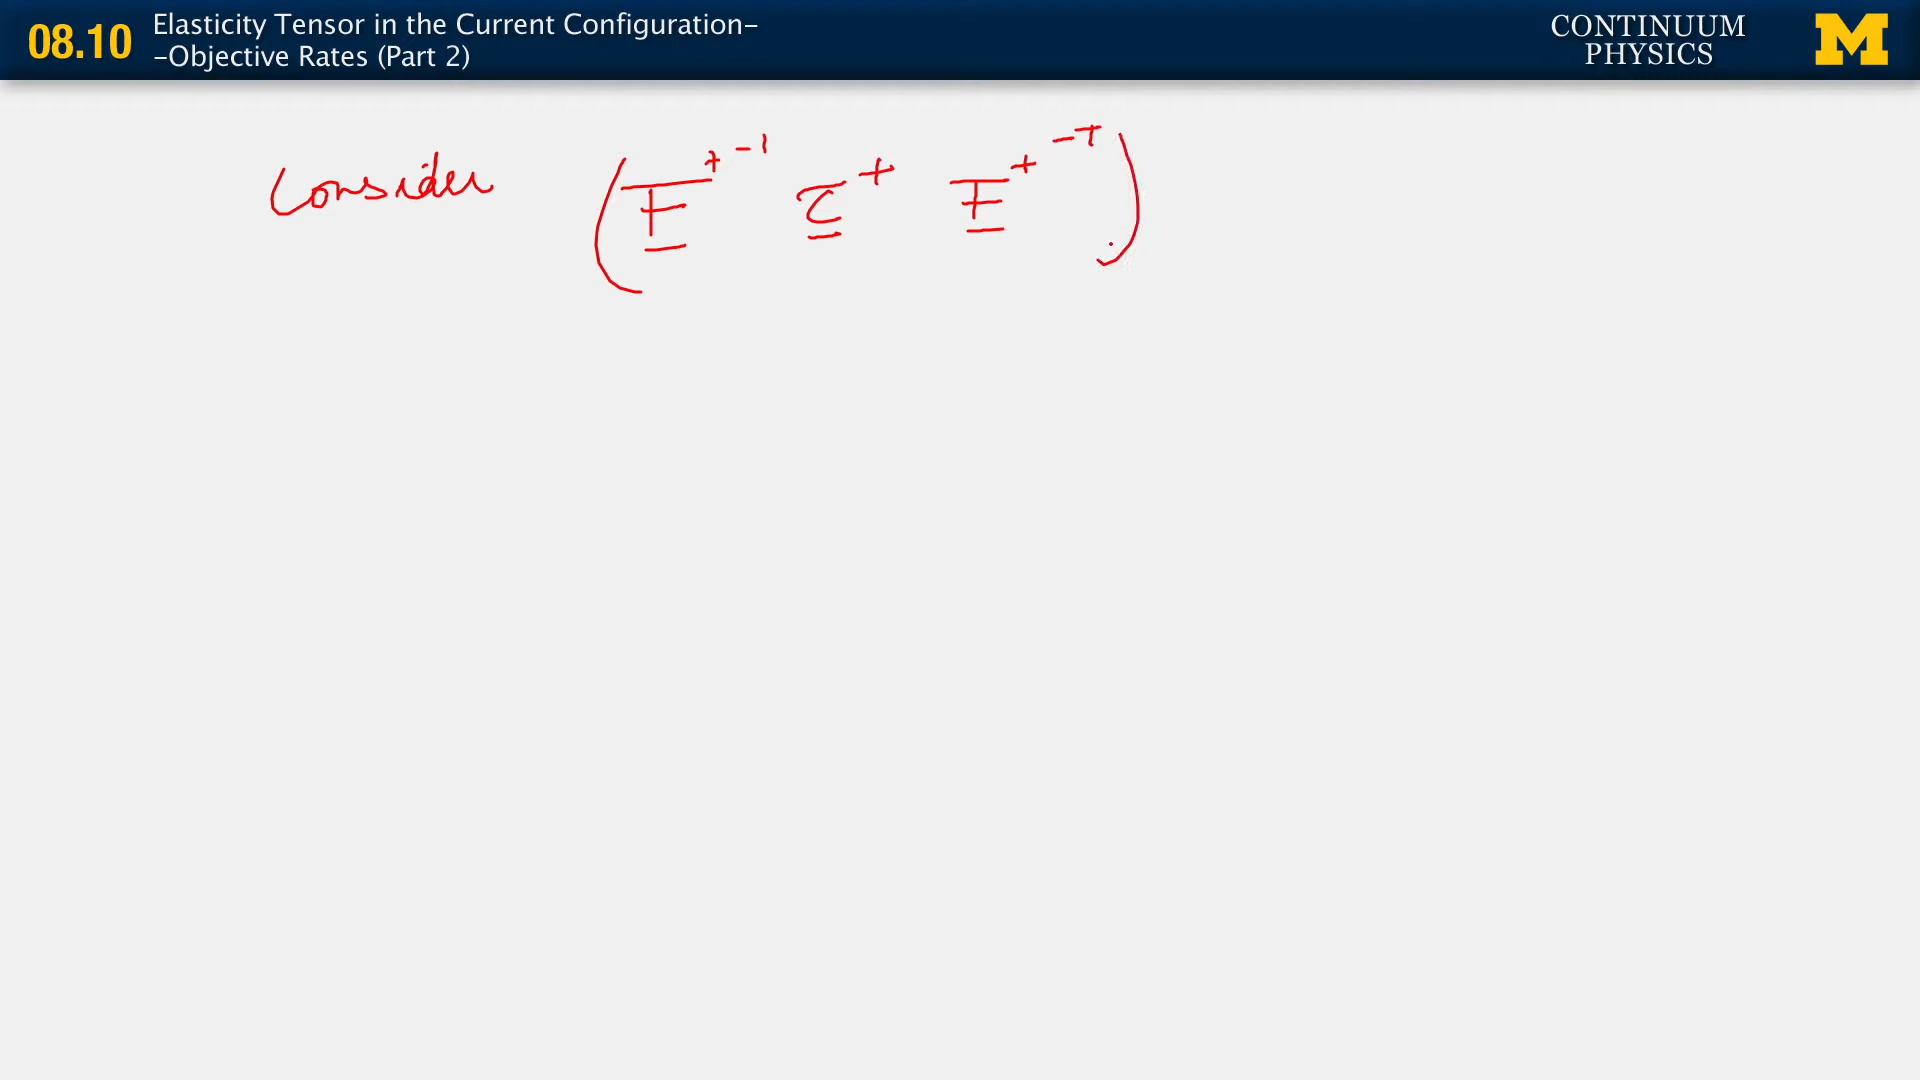 08.10
Elasticity Tensor in the Current Configuration-
-Objective Rates (Part 2)
CONTINUUM
PHYSICS
M
Consider (F⁺⁻¹ τ⁺ F⁺⁻ᵀ)